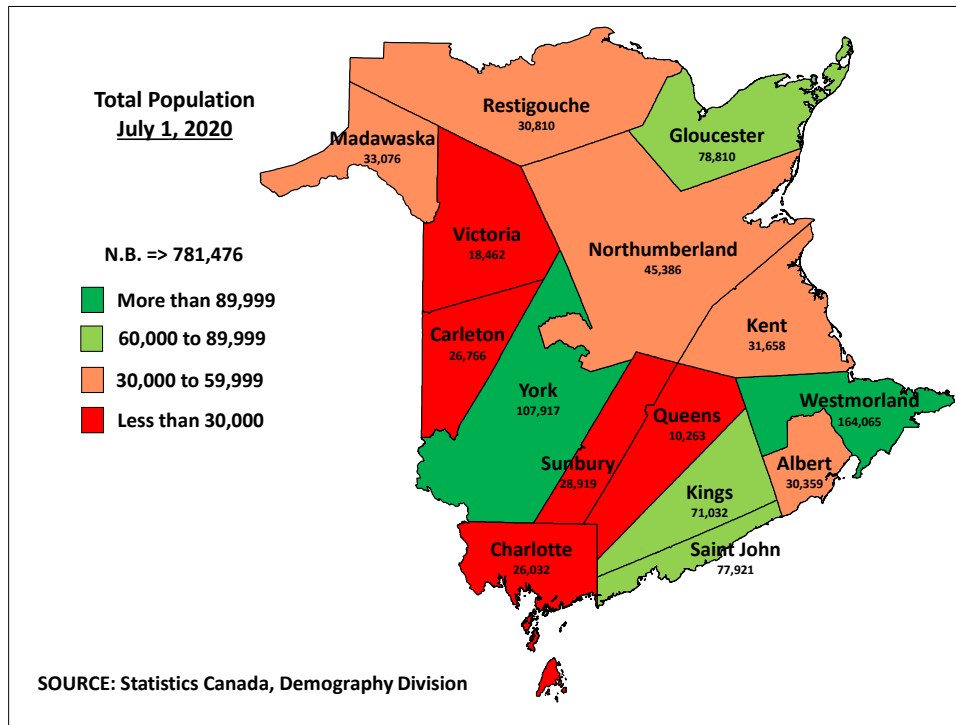 Total Population
July 1, 2020
Restigouche
30,810
Madawaska
33,076
Gloucester
78,810
Victoria
18,462
Northumberland
45,386
N.B. => 781,476
More than 89,999
60,000 to 89,999
30,000 to 59,999
Less than 30,000
Carleton
26,766
Kent
31,658
York
107,917
Queens
10,263
Westmorland
164,065
Sunbury
28,919
Albert
30,359
Kings
71,032
Charlotte
26,032
Saint John
77,921
SOURCE: Statistics Canada, Demography Division